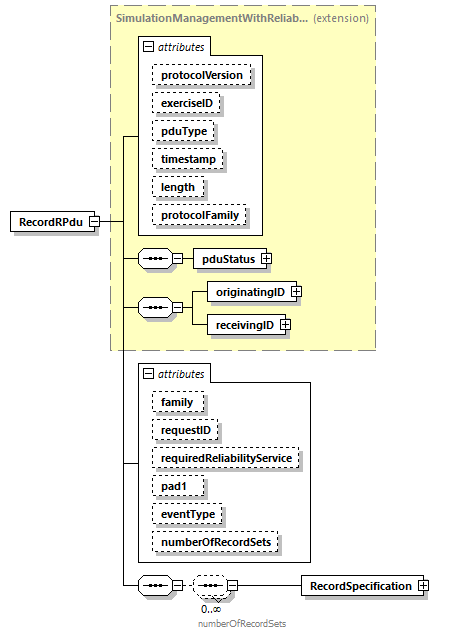 SimulationManagementWithReliab... (extension)
attributes
protocolVersion
exerciseID
pduType
timestamp
length
protocolFamily
RecordRPdu
pduStatus
originatingID
receivingID
attributes
family
requestID
requiredReliabilityService
pad1
eventType
numberOfRecordSets
RecordSpecification
0..∞
numberOfRecordSets